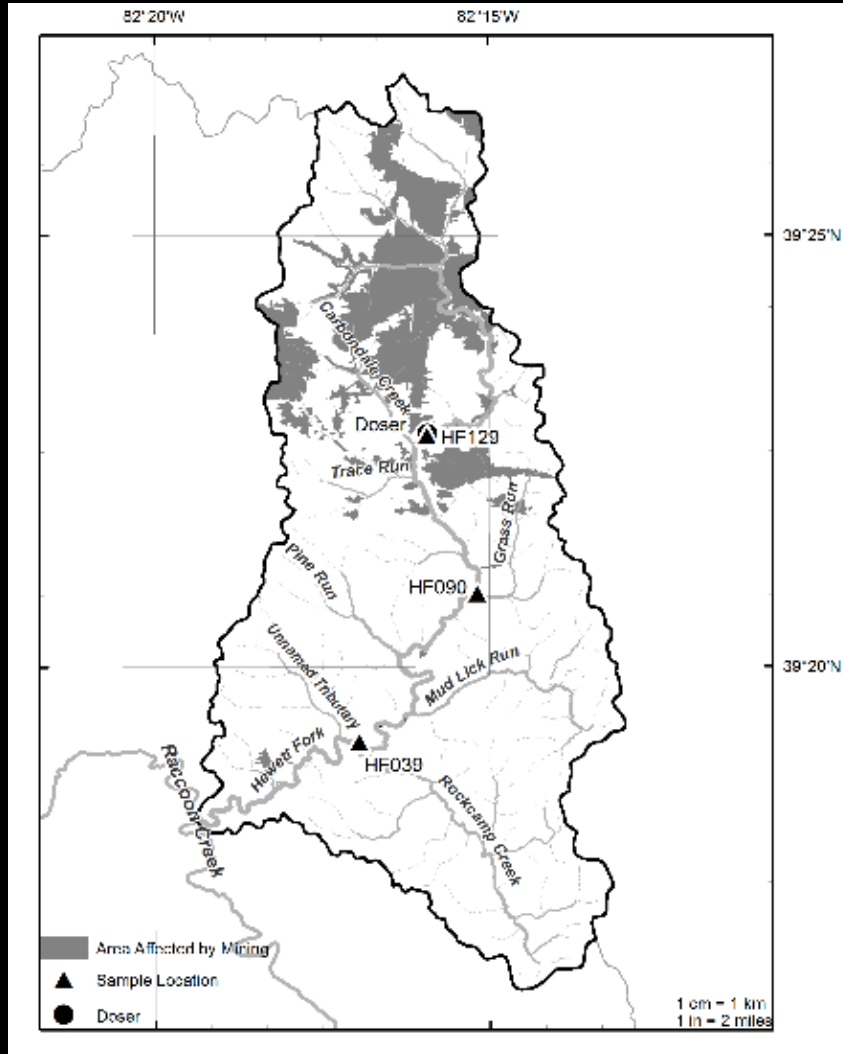 82°20'W
82°15'W
39°25'N
Carbondale Creek
Doser
HF129
Trace Run
Grass Run
Pine Run
HF090
39°20'N
Unnamed Tributary
Mud Lick Run
Hewett Fork
HF039
Raccoon Creek
Rockcamp Creek
Area Affected by Mining
Sample Location
Doser
1 cm = 1 km
1 in = 2 miles